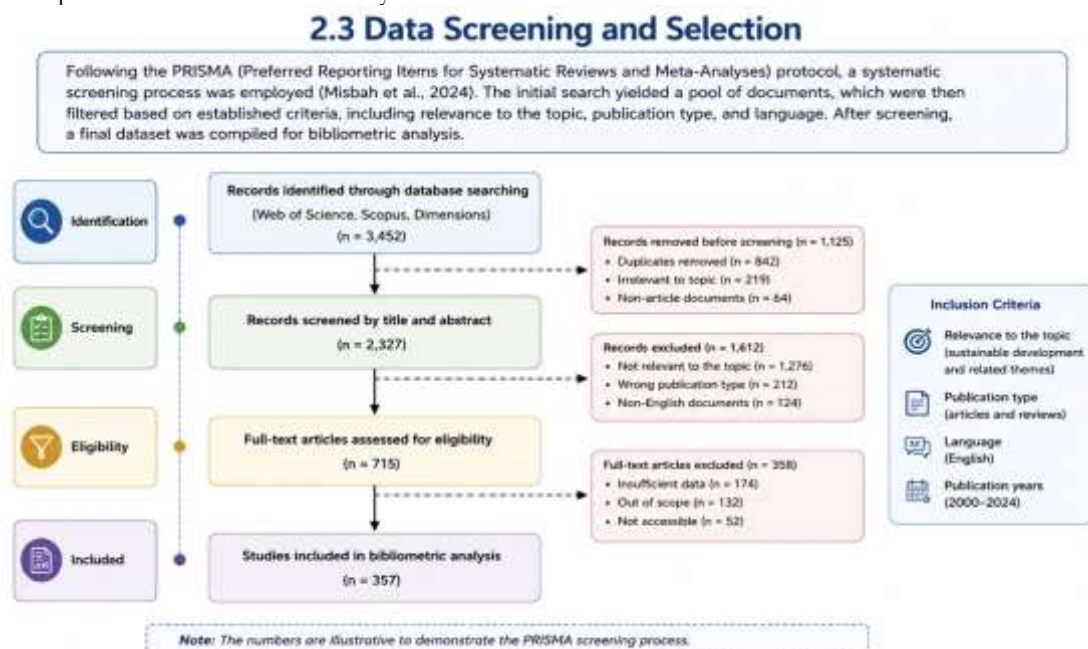 2.3 Data Screening and Selection
Following the PRISMA (Preferred Reporting Items for Systematic Reviews and Meta-Analyses) protocol, a systematic
screening process was employed (Misbah et al., 2024). The initial search yielded a pool of documents, which were then
filtered based on established criteria, including relevance to the topic, publication type, and language. After screening,
a final dataset was compiled for bibliometric analysis.
Identification
Records identified through database searching
(Web of Science, Scopus, Dimensions)
(n = 3,452)
Records removed before screening (n = 1,125)
• Duplicates removed (n = 842)
• Irrelevant to topic (n = 219)
• Non-article documents (n = 64)
Screening
Records screened by title and abstract
(n = 2,327)
Records excluded (n = 1,612)
• Not relevant to the topic (n = 1,276)
• Wrong publication type (n = 212)
• Non-English documents (n = 124)
Eligibility
Full-text articles assessed for eligibility
(n = 715)
Full-text articles excluded (n = 358)
• Insufficient data (n = 174)
• Out of scope (n = 132)
• Not accessible (n = 52)
Included
Studies included in bibliometric analysis
(n = 357)
Inclusion Criteria
Relevance to the topic
(sustainable development
and related themes)
Publication type
(articles and reviews)
Language
(English)
Publication years
(2000–2024)
Note: The numbers are illustrative to demonstrate the PRISMA screening process.